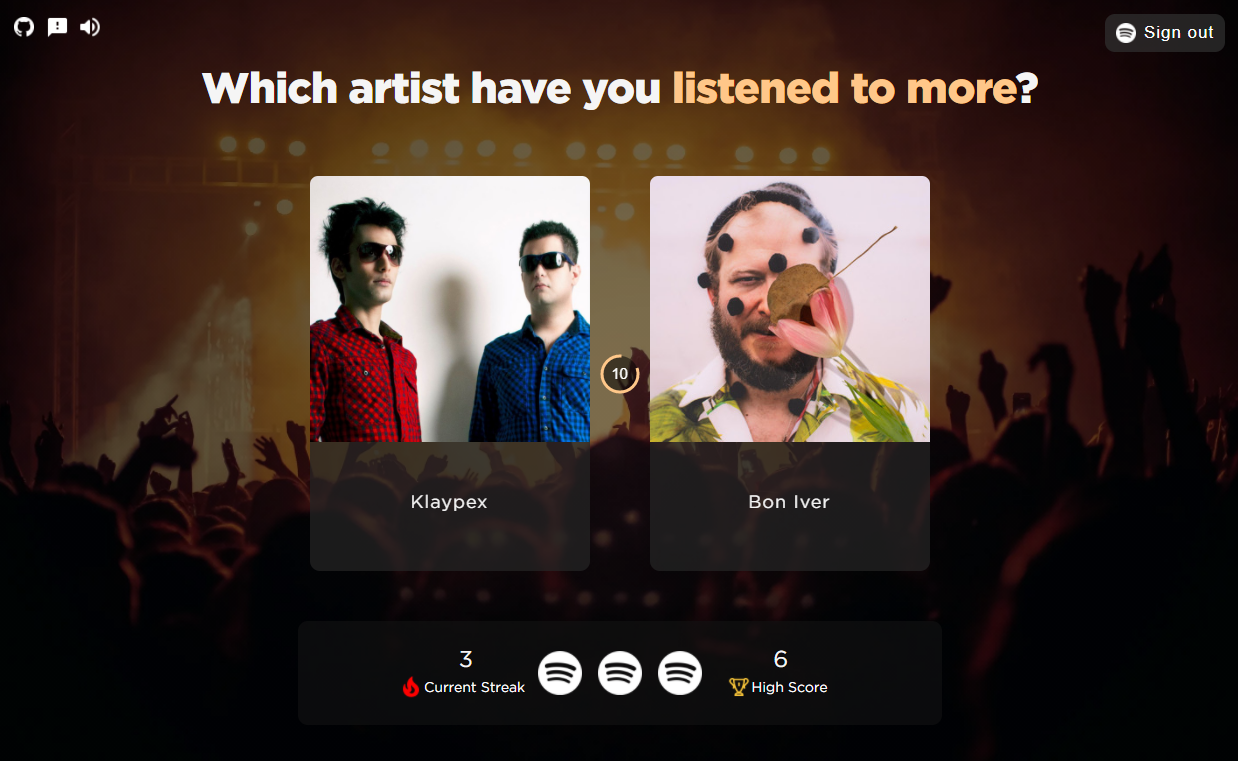 Sign out
Which artist have you listened to more?
10
Klaypex
Bon Iver
3
Current Streak
6
High Score